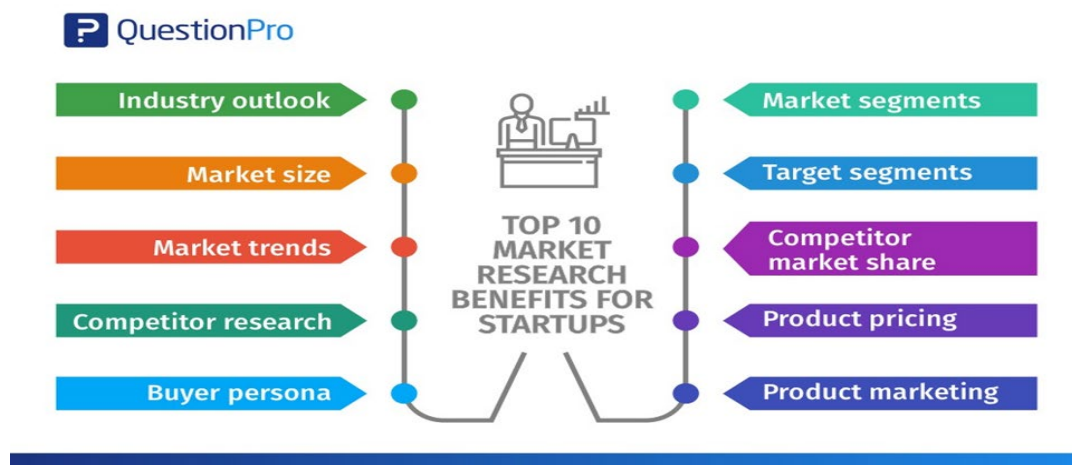 QuestionPro
Industry outlook
Market size
Market trends
Competitor research
Buyer persona
TOP 10
MARKET
RESEARCH
BENEFITS FOR
STARTUPS
Market segments
Target segments
Competitor
market share
Product pricing
Product marketing